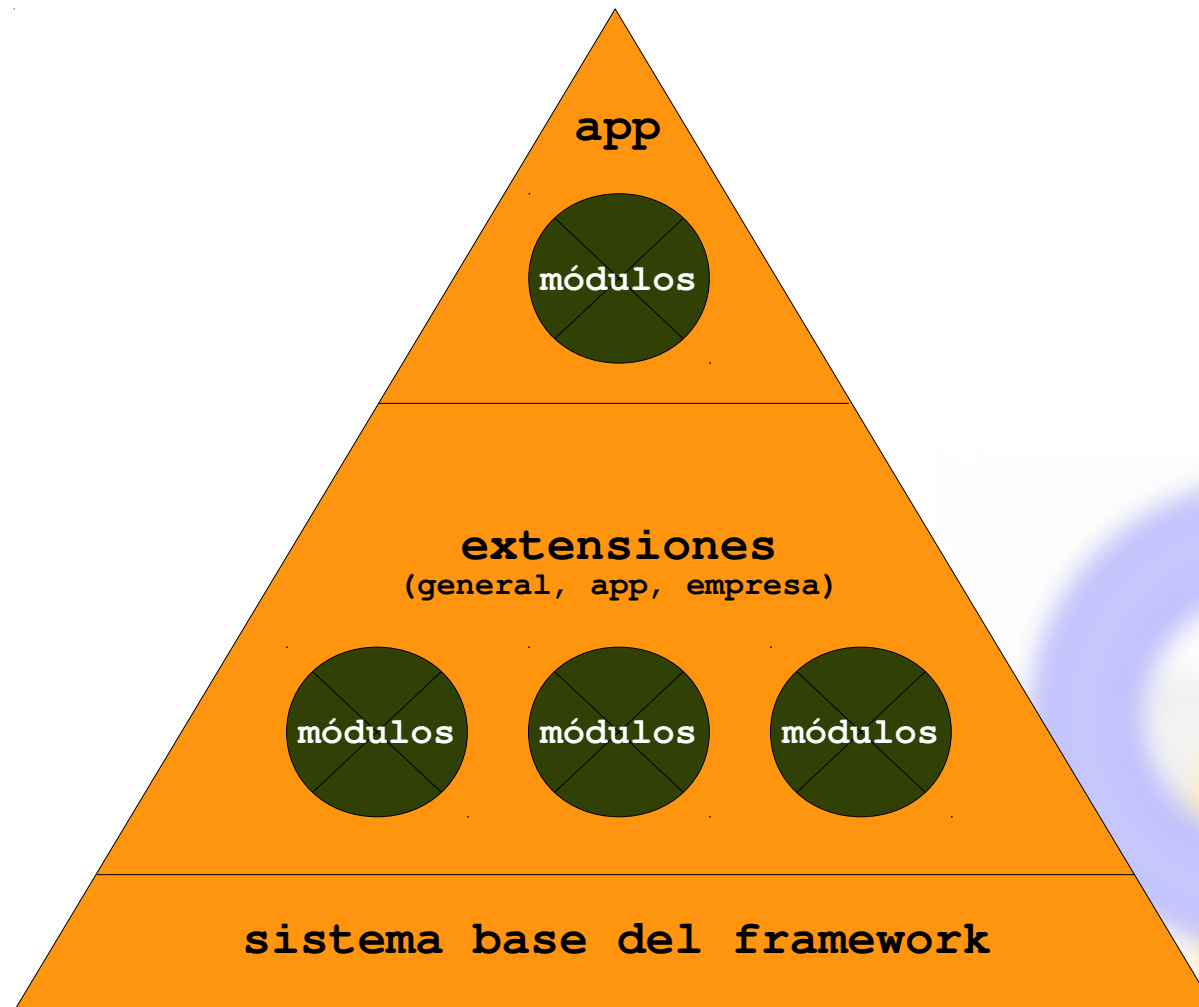 app
módulos
extensiones
(general, app, empresa)
módulos módulos módulos
sistema base del framework